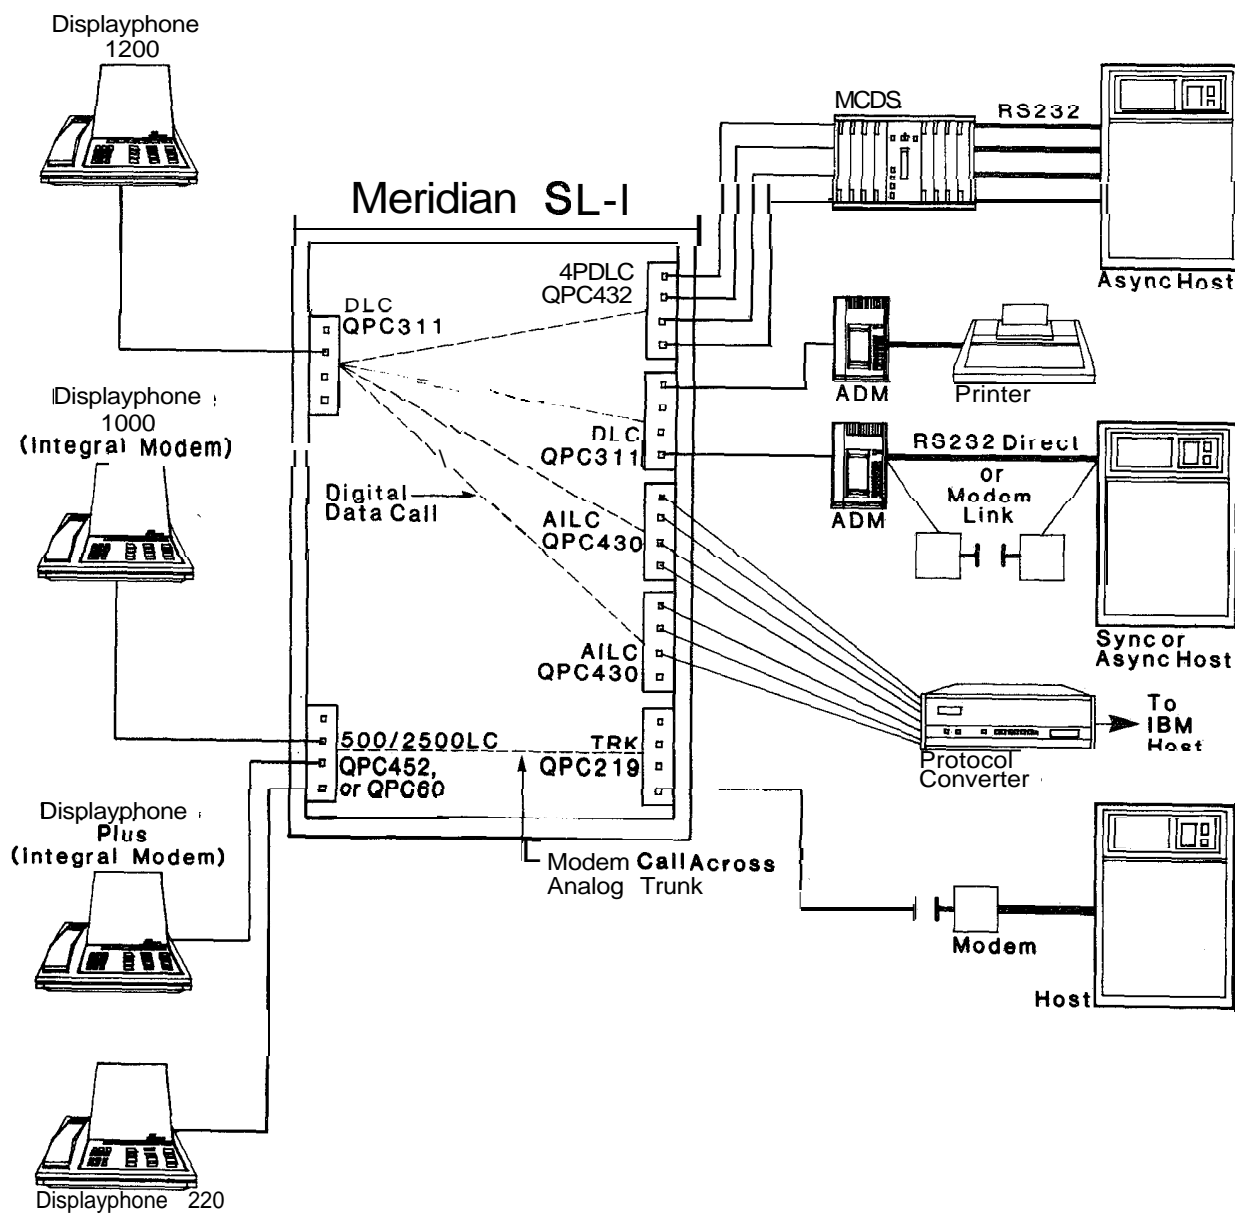 Displayphone
1200
MCDS
RS232
Meridian SL-I
Async Host
4PDLC
QPC432
DLC
QPC311
ADM
Printer
Displayphone
1000
(Integral Modem)
DLC
QPC311
RS232 Direct
or
Modem
Link
ADM
Digital
Data Call
AILC
QPC430
Sync or
Async Host
AILC
QPC430
To
IBM
Host
Protocol
Converter
500/2500LC
QPC452,
or QPC60
TRK
QPC219
Displayphone
Plus
(Integral Modem)
Modem Call Across
Analog Trunk
Modem
Host
Displayphone 220